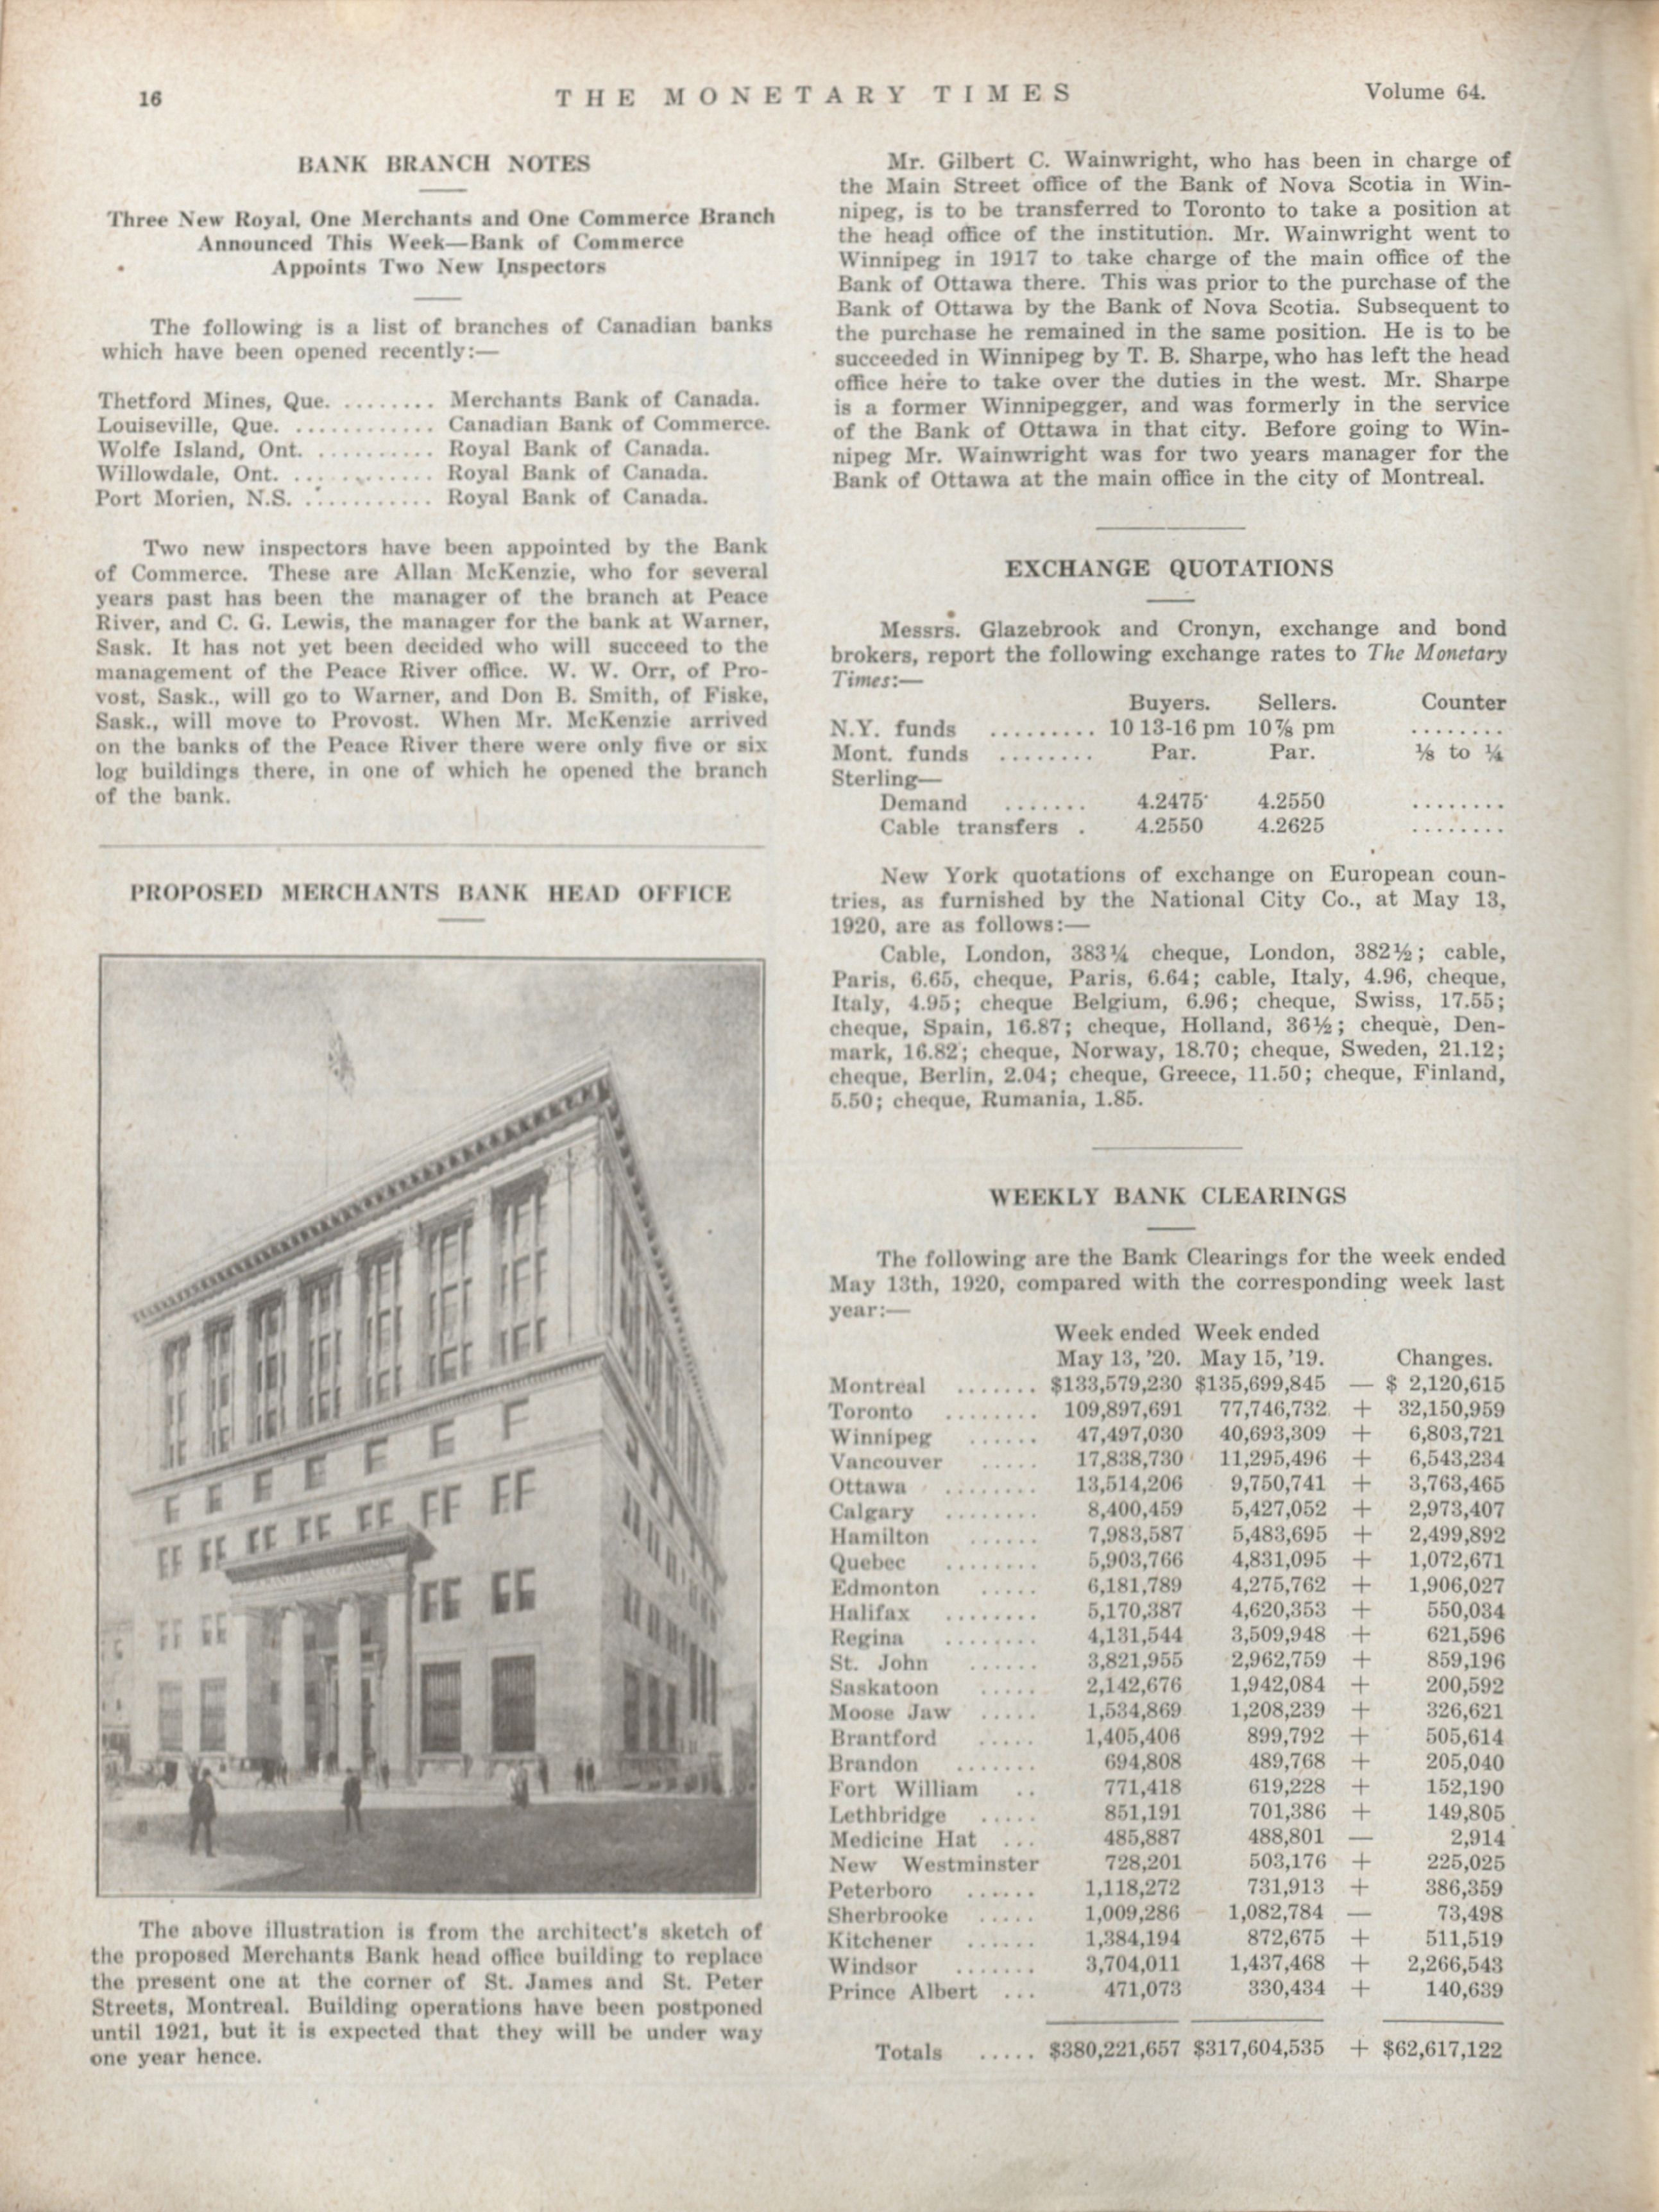 16
THE MONETARY TIMES
Volume 64.
BANK BRANCH NOTES
Three New Royal, One Merchants and One Commerce Branch
Announced This Week—Bank of Commerce
Appoints Two New Inspectors
The following is a list of branches of Canadian banks
which have been opened recently:—
Thetford Mines, Que. ........ Merchants Bank of Canada.
Louiseville, Que. ............ Canadian Bank of Commerce.
Wolfe Island, Ont. .......... Royal Bank of Canada.
Willowdale, Ont. ............ Royal Bank of Canada.
Port Morien, N.S. ........... Royal Bank of Canada.
Two new inspectors have been appointed by the Bank
of Commerce. These are Allan McKenzie, who for several
years past has been the manager of the branch at Peace
River, and C. G. Lewis, the manager for the bank at Warner,
Sask. It has not yet been decided who will succeed to the
management of the Peace River office. W. W. Orr, of Pro-
vost, Sask., will go to Warner, and Don B. Smith, of Fiske,
Sask., will move to Provost. When Mr. McKenzie arrived
on the banks of the Peace River there were only five or six
log buildings there, in one of which he opened the branch
of the bank.
PROPOSED MERCHANTS BANK HEAD OFFICE
The above illustration is from the architect's sketch of
the proposed Merchants Bank head office building to replace
the present one at the corner of St. James and St. Peter
Streets, Montreal. Building operations have been postponed
until 1921, but it is expected that they will be under way
one year hence.
Mr. Gilbert C. Wainwright, who has been in charge of
the Main Street office of the Bank of Nova Scotia in Win-
nipeg, is to be transferred to Toronto to take a position at
the head office of the institution. Mr. Wainwright went to
Winnipeg in 1917 to take charge of the main office of the
Bank of Ottawa there. This was prior to the purchase of the
Bank of Ottawa by the Bank of Nova Scotia. Subsequent to
the purchase he remained in the same position. He is to be
succeeded in Winnipeg by T. B. Sharpe, who has left the head
office here to take over the duties in the west. Mr. Sharpe
is a former Winnipegger, and was formerly in the service
of the Bank of Ottawa in that city. Before going to Win-
nipeg Mr. Wainwright was for two years manager for the
Bank of Ottawa at the main office in the city of Montreal.
EXCHANGE QUOTATIONS
Messrs. Glazebrook and Cronyn, exchange and bond
brokers, report the following exchange rates to The Monetary
Times:—
Buyers. Sellers. Counter
N.Y. funds ......... 10 13-16 pm 10⅞ pm ........
Mont. funds ........ Par. Par. ⅛ to ¼
Sterling—
Demand ....... 4.2475 4.2550 ........
Cable transfers . 4.2550 4.2625 ........
New York quotations of exchange on European coun-
tries, as furnished by the National City Co., at May 13,
1920, are as follows:—
Cable, London, 383¼ cheque, London, 382½; cable,
Paris, 6.65, cheque, Paris, 6.64; cable, Italy, 4.96, cheque,
Italy, 4.95; cheque Belgium, 6.96; cheque, Swiss, 17.55;
cheque, Spain, 16.87; cheque, Holland, 36½; cheque, Den-
mark, 16.82; cheque, Norway, 18.70; cheque, Sweden, 21.12;
cheque, Berlin, 2.04; cheque, Greece, 11.50; cheque, Finland,
5.50; cheque, Rumania, 1.85.
WEEKLY BANK CLEARINGS
The following are the Bank Clearings for the week ended
May 13th, 1920, compared with the corresponding week last
year:—
Week ended Week ended
May 13, '20. May 15, '19. Changes.
Montreal ....... $133,579,230 $135,699,845 — $ 2,120,615
Toronto ........ 109,897,691 77,746,732 + 32,150,959
Winnipeg ...... 47,497,030 40,693,309 + 6,803,721
Vancouver ..... 17,838,730 11,295,496 + 6,543,234
Ottawa ........ 13,514,206 9,750,741 + 3,763,465
Calgary ........ 8,400,459 5,427,052 + 2,973,407
Hamilton ...... 7,983,587 5,483,695 + 2,499,892
Quebec ........ 5,903,766 4,831,095 + 1,072,671
Edmonton ..... 6,181,789 4,275,762 + 1,906,027
Halifax ........ 5,170,387 4,620,353 + 550,034
Regina ........ 4,131,544 3,509,948 + 621,596
St. John ...... 3,821,955 2,962,759 + 859,196
Saskatoon ..... 2,142,676 1,942,084 + 200,592
Moose Jaw ..... 1,534,869 1,208,239 + 326,621
Brantford ..... 1,405,406 899,792 + 505,614
Brandon ....... 694,808 489,768 + 205,040
Fort William .. 771,418 619,228 + 152,190
Lethbridge ..... 851,191 701,386 + 149,805
Medicine Hat ... 485,887 488,801 — 2,914
New Westminster 728,201 503,176 + 225,025
Peterboro ...... 1,118,272 731,913 + 386,359
Sherbrooke ..... 1,009,286 1,082,784 — 73,498
Kitchener ...... 1,384,194 872,675 + 511,519
Windsor ....... 3,704,011 1,437,468 + 2,266,543
Prince Albert ... 471,073 330,434 + 140,639
Totals ..... $380,221,657 $317,604,535 + $62,617,122